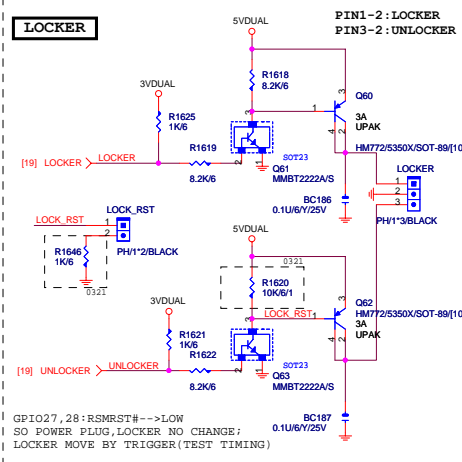 LOCKER
PIN1-2:LOCKER
PIN3-2:UNLOCKER
5VDUAL
3VDUAL
R1618
8.2K/6
3
Q60
1
3A
UPAK
4
2
HM772/5350X/SOT-89/[10
R1625
1K/6
R1619
8.2K/6
2
1
3
SOT23
Q61
MMBT2222A/S
[19] LOCKER
LOCKER
LOCKER
1
2
3
PH/1*3/BLACK
BC186
0.1U/6/Y/25V
LOCK_RST
LOCK_RST
1
2
PH/1*2/BLACK
R1646
1K/6
0321
5VDUAL
0321
R1620
10K/6/1
3VDUAL
LOCK_RST
1
3
Q62
HM772/5350X/SOT-89/[10
3A
UPAK
4
2
R1621
1K/6
R1622
8.2K/6
2
1
3
SOT23
Q63
MMBT2222A/S
[19] UNLOCKER
UNLOCKER
BC187
0.1U/6/Y/25V
GPIO27,28:RSMRST#-->LOW
SO POWER PLUG,LOCKER NO CHANGE;
LOCKER MOVE BY TRIGGER(TEST TIMING)